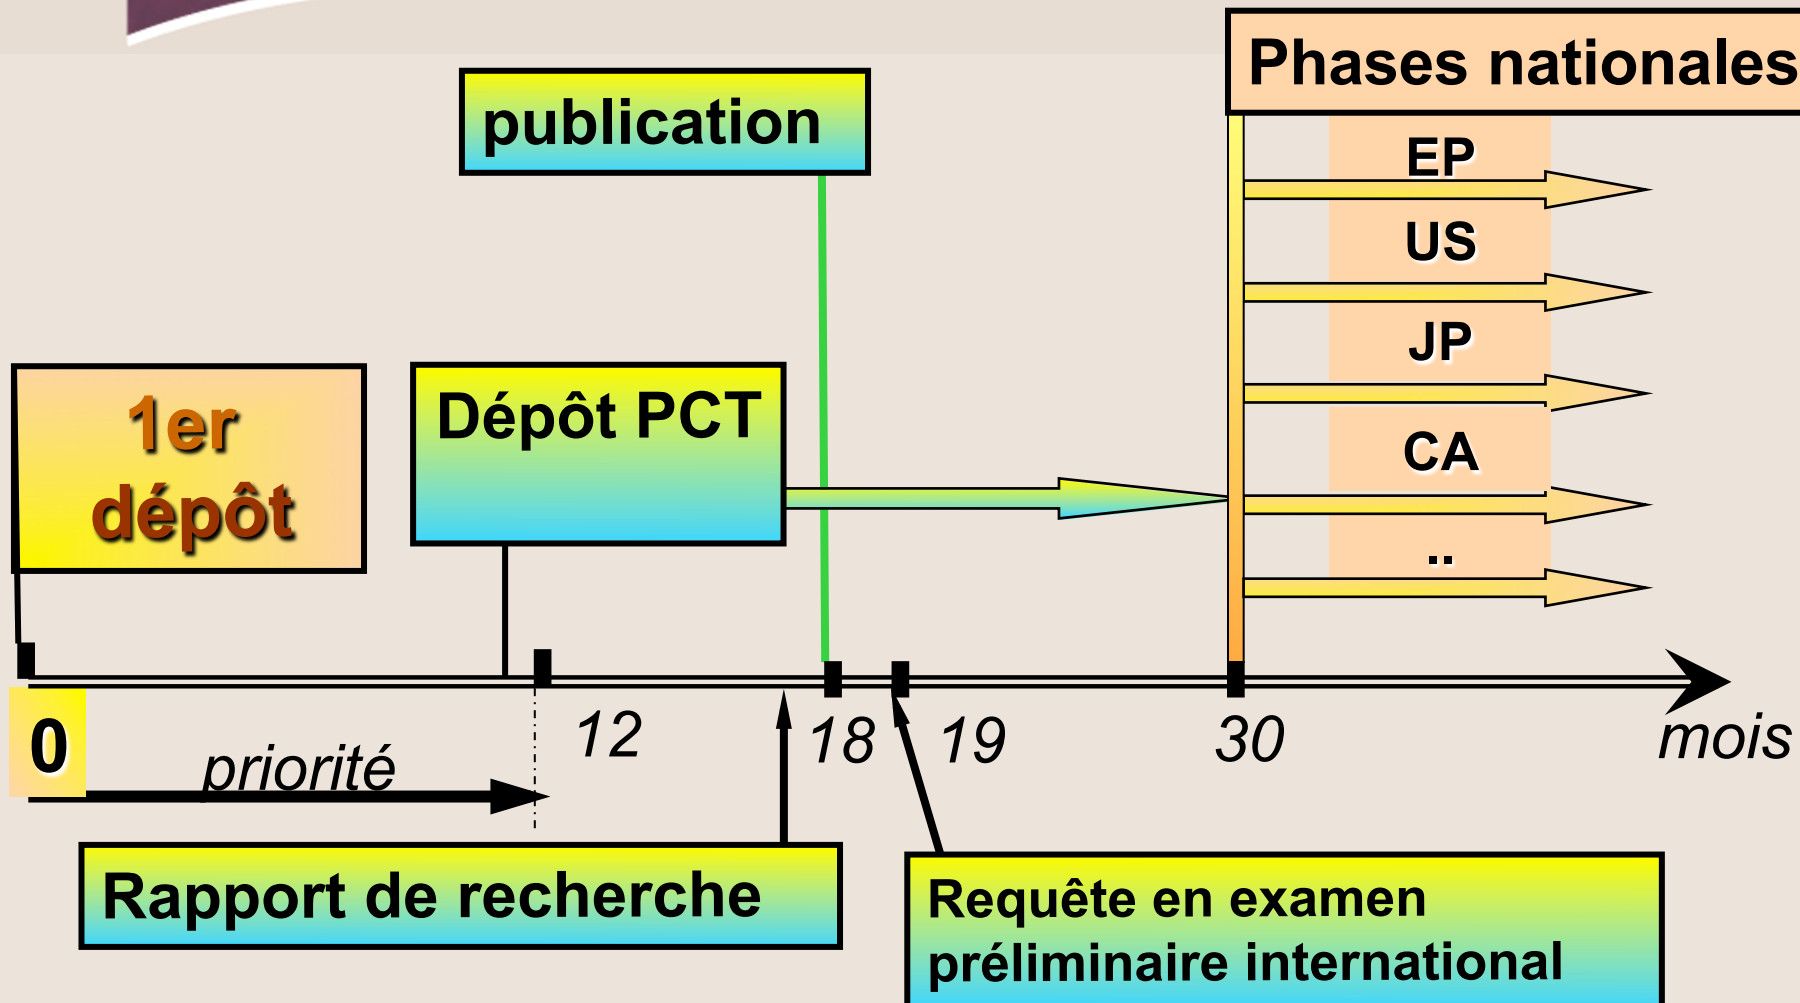 Phases nationales
publication
EP
US
JP
CA
..
1er
dépôt
Dépôt PCT
0
priorité
12
18
19
30
mois
Rapport de recherche
Requête en examen
préliminaire international